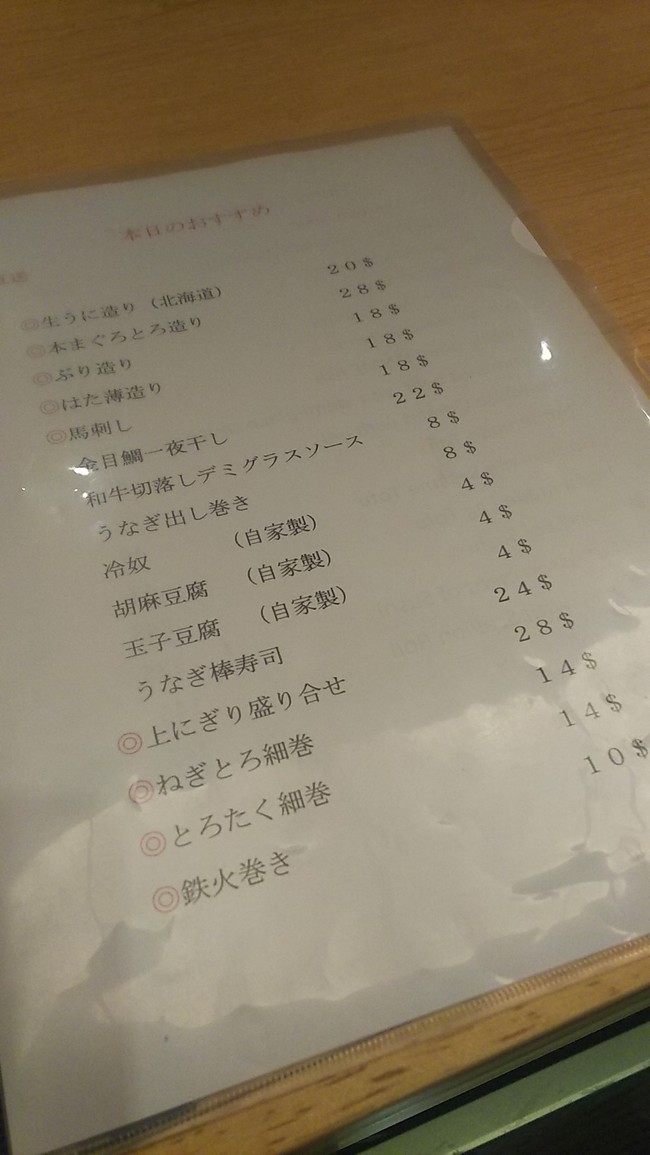 本日のおすすめ
送
◎生うに造り（北海道） 20$
◎本まぐろとろ造り 28$
◎ぶり造り 18$
◎はた薄造り 18$
◎馬刺し 18$
金目鯛一夜干し 22$
和牛切落しデミグラスソース 8$
うなぎ出し巻き 8$
冷奴 （自家製） 4$
胡麻豆腐 （自家製） 4$
玉子豆腐 （自家製） 4$
うなぎ棒寿司 24$
◎上にぎり盛り合せ 28$
◎ねぎとろ細巻 14$
◎とろたく細巻 14$
◎鉄火巻き 10$